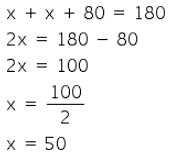 x + x + 80 = 180
2x = 180 − 80
2x = 100
x = 100/2
x = 50